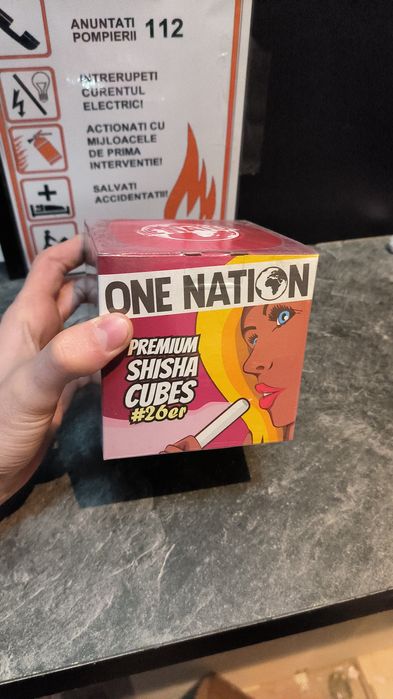 ANUNTATI
POMPIERII 112
INTRERUPETI
CURENTUL
ELECTRIC!
ACTIONATI CU
MIJLOACELE
DE PRIMA
INTERVENTIE!
SALVATI
ACCIDENTATII!
ONE NATION
PREMIUM
SHISHA
CUBES
#26er